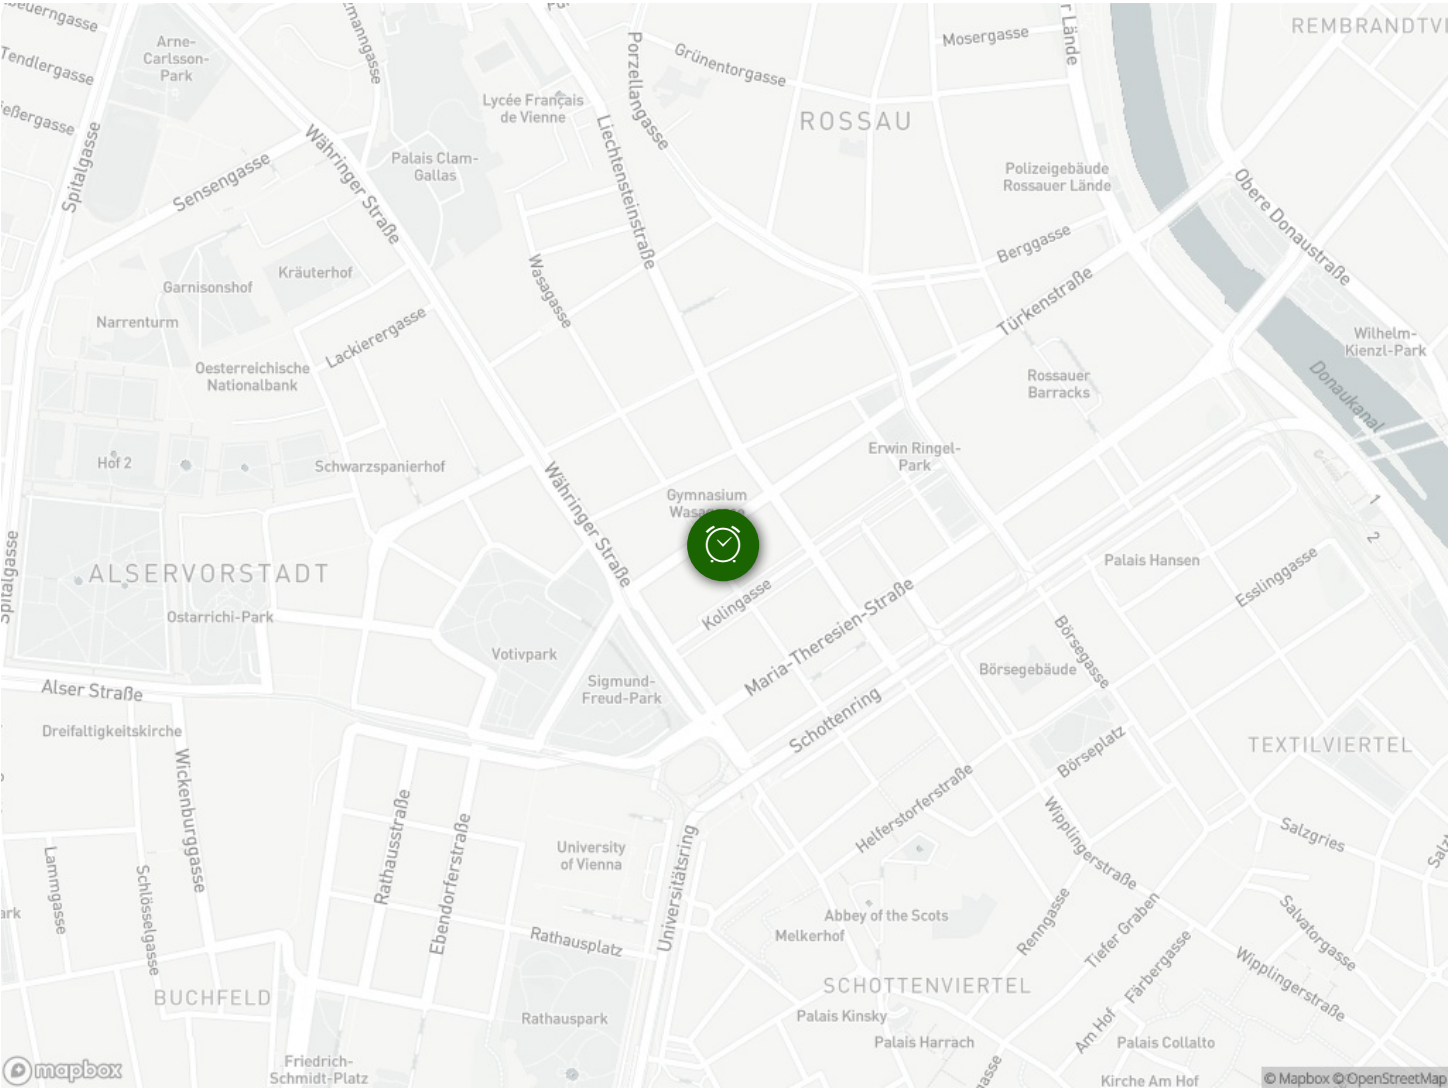 REMBRANDTV
Arne-
Carlsson-
Park
Tendlergasse
Spitalgasse
Sensengasse
Währinger Straße
Palais Clam-
Gallas
Lycée Français
de Vienne
Porzellangasse
Grünentorgasse
Mosergasse
r Lände
ROSSAU
Liechtensteinstraße
Polizeigebäude
Rossauer Lände
Obere Donaustraße
Berggasse
Türkenstraße
Kräuterhof
Garnisonshof
Narrenturm
Wasagasse
Lackierergasse
Oesterreichische
Nationalbank
Wilhelm-
Kienzl-Park
Rossauer
Barracks
Donaukanal
Hof 2
Schwarzspanierhof
Erwin Ringel-
Park
Gymnasium
1
2
Währinger Straße
Spitalgasse
ALSERVORSTADT
Ostarrichi-Park
Kolingasse
Maria-Theresien-Straße
Palais Hansen
Esslinggasse
Votivpark
Sigmund-
Freud-Park
Börsegasse
Börsegebäude
Alser Straße
Dreifaltigkeitskirche
Schottenring
Börseplatz
TEXTILVIERTEL
Wickenburggasse
Rathausstraße
Ebendorferstraße
Helferstorferstraße
Wipplingerstraße
Salzgries
University
of Vienna
Universitätsring
Lammgasse
Schlösselgasse
ark
Abbey of the Scots
Melkerhof
Renngasse
Tiefer Graben
Salvatorgasse
Färbergasse
Wipplingerstraße
Rathausplatz
BUCHFELD
SCHOTTENVIERTEL
Rathauspark
Palais Kinsky
Palais Harrach
Am Hof
Palais Collalto
Friedrich-
Schmidt-Platz
Kirche Am Hof
mapbox
© Mapbox © OpenStreetMap